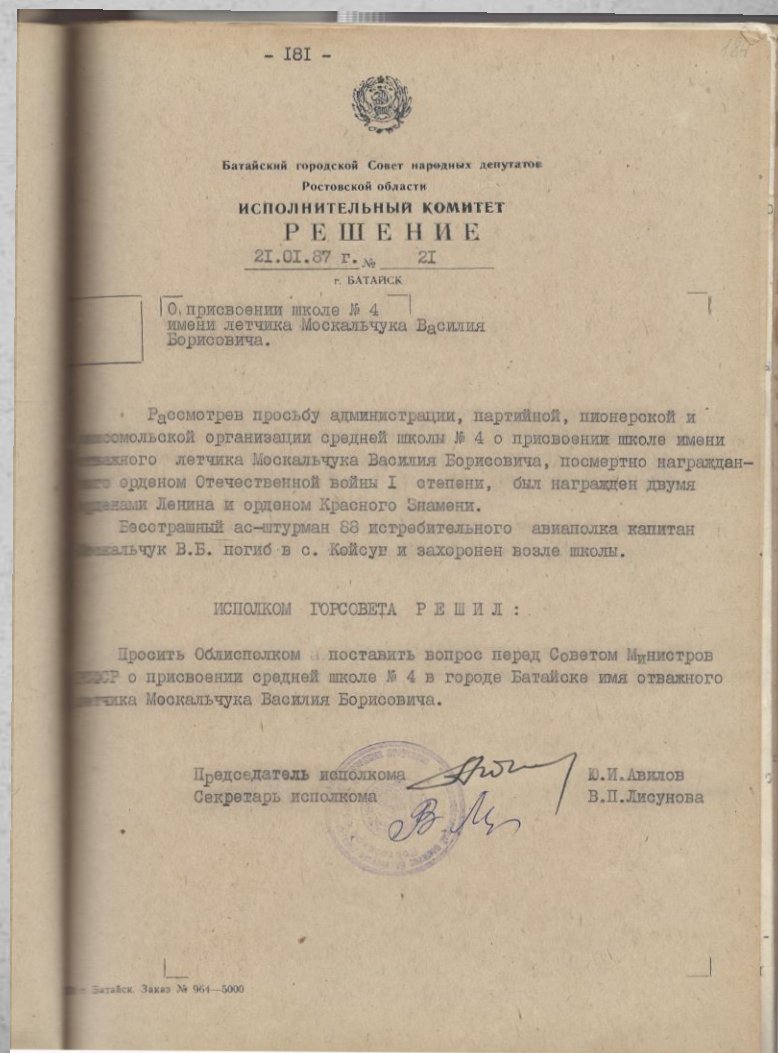 - I8I -
184
Батайский городской Совет народных депутатов
Ростовской области
ИСПОЛНИТЕЛЬНЫЙ КОМИТЕТ
РЕШЕНИЕ
2I.OI.87 г. № 2I
г. БАТАЙСК
О присвоении школе № 4
имени летчика Москальчука Василия
Борисовича.
Рассмотрев просьбу администрации, партийной, пионерской и
комсомольской организации средней школы № 4 о присвоении школе имени
отважного летчика Москальчука Василия Борисовича, посмертно награжден-
ного орденом Отечественной войны I степени, был награжден двумя
орденами Ленина и орденом Красного Знамени.
Бесстрашный ас-штурман 88 истребительного авиаполка капитан
Москальчук В.Б. погиб в с. Койсуг и захоронен возле школы.
ИСПОЛКОМ ГОРСОВЕТА Р Е Ш И Л :
Просить Облисполком поставить вопрос перед Советом Министров
РСФСР о присвоении средней школе № 4 в городе Батайске имя отважного
летчика Москальчука Василия Борисовича.
Председатель исполкома Ю.И.Авилов
Секретарь исполкома В.П.Лисунова
г. Батайск. Заказ № 964—5000